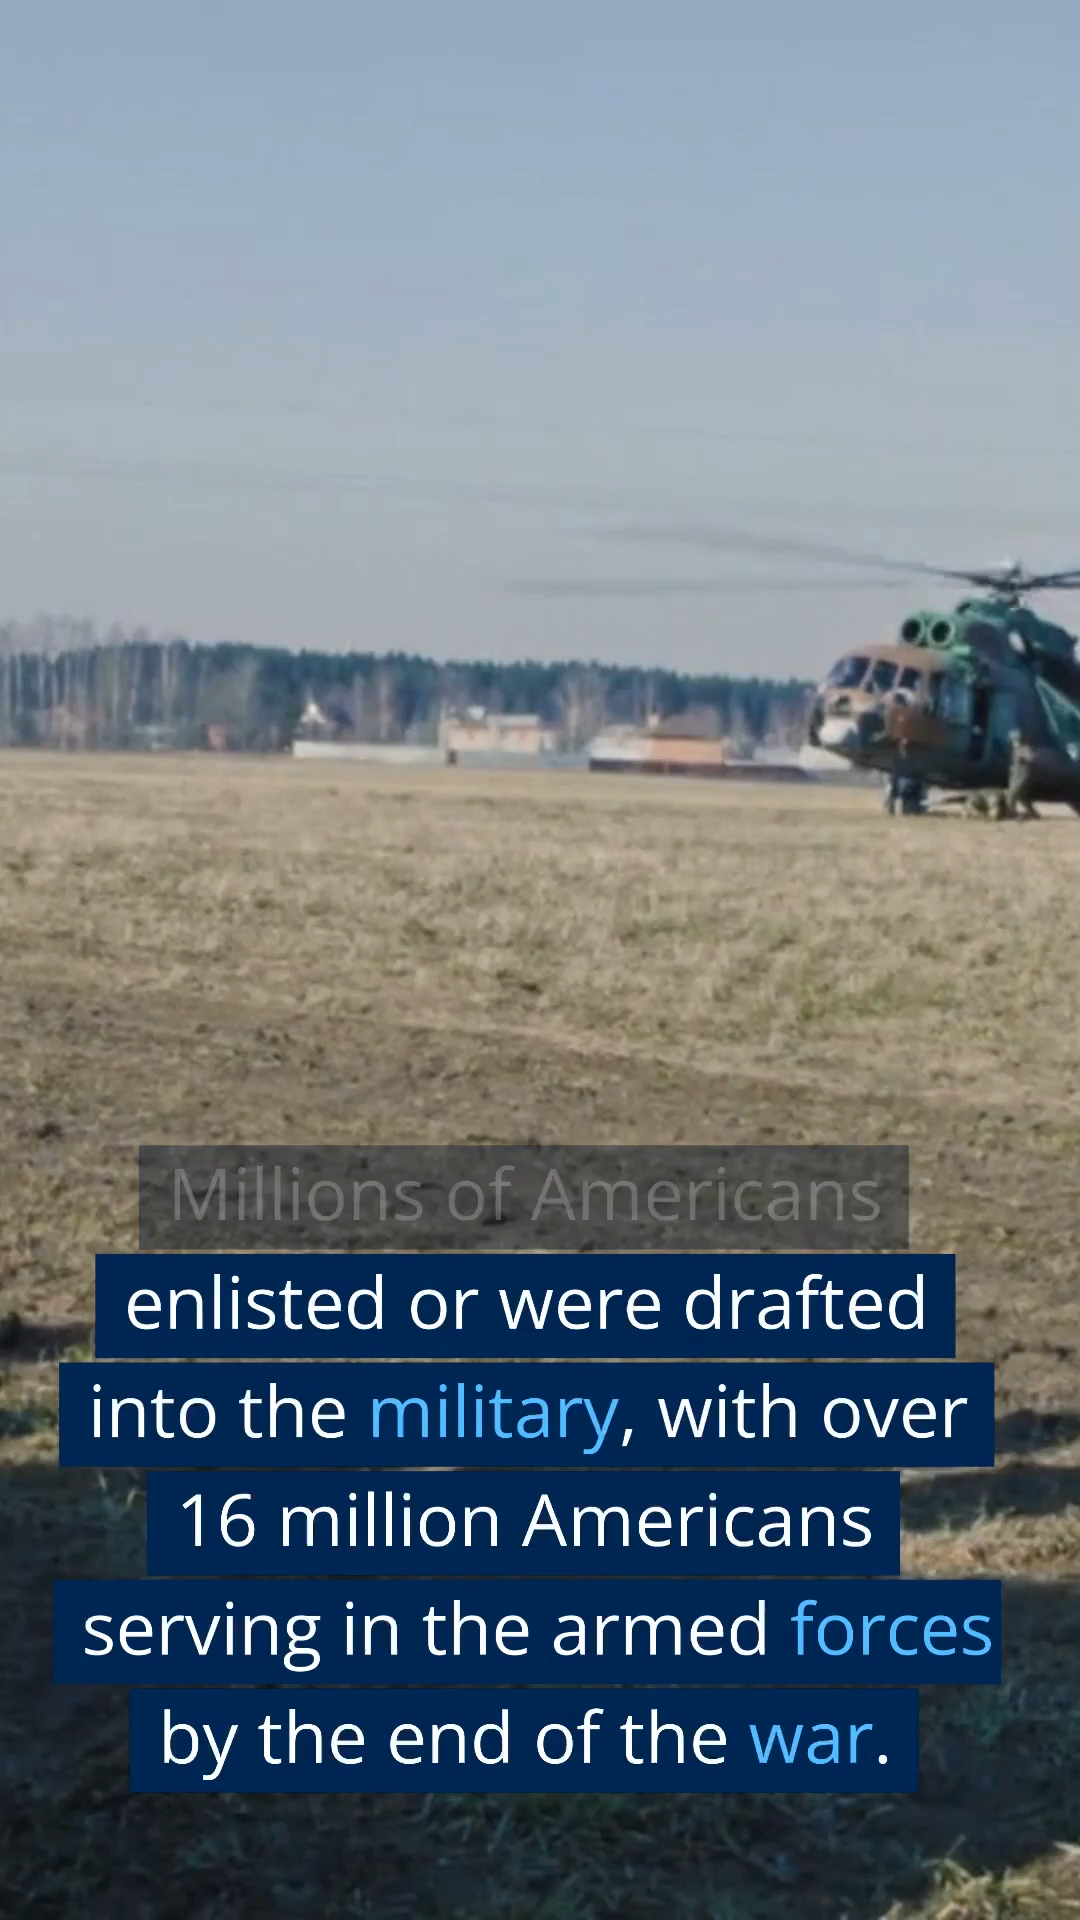 Millions of Americans
enlisted or were drafted
into the military, with over
16 million Americans
serving in the armed forces
by the end of the war.